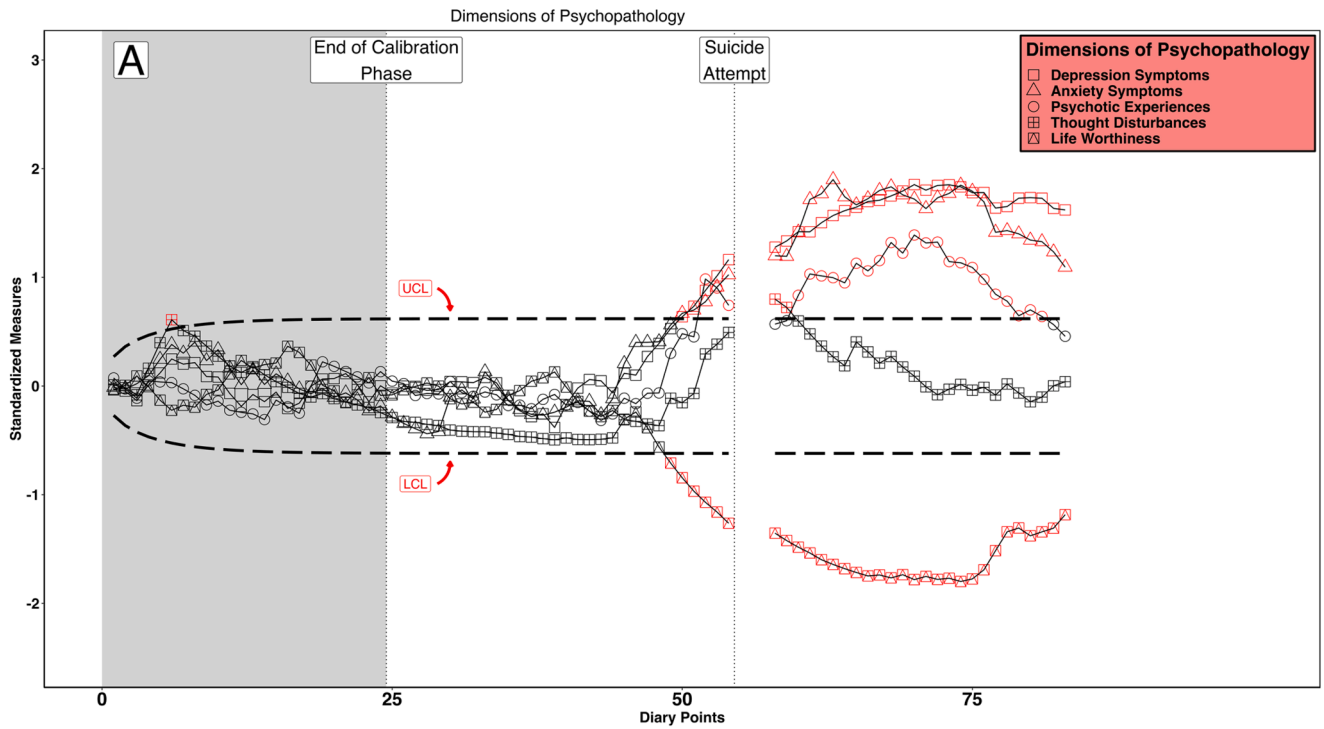 Dimensions of Psychopathology
A
End of Calibration
Phase
Suicide
Attempt
Dimensions of Psychopathology
Depression Symptoms
Anxiety Symptoms
Psychotic Experiences
Thought Disturbances
Life Worthiness
3
2
1
0
-1
-2
Standardized Measures
UCL
LCL
0
25
50
75
Diary Points